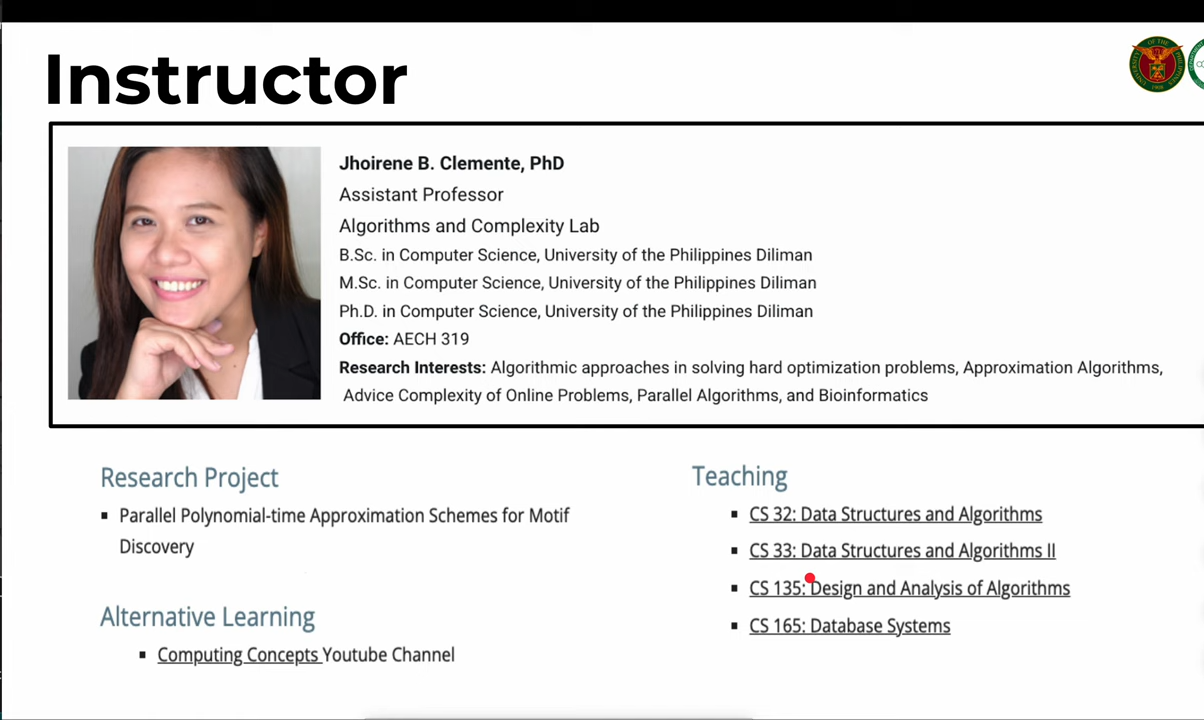 Instructor
Jhoirene B. Clemente, PhD
Assistant Professor
Algorithms and Complexity Lab
B.Sc. in Computer Science, University of the Philippines Diliman
M.Sc. in Computer Science, University of the Philippines Diliman
Ph.D. in Computer Science, University of the Philippines Diliman
Office: AECH 319
Research Interests: Algorithmic approaches in solving hard optimization problems, Approximation Algorithms,
Advice Complexity of Online Problems, Parallel Algorithms, and Bioinformatics
Research Project
▪ Parallel Polynomial-time Approximation Schemes for Motif
Discovery
Alternative Learning
▪ Computing Concepts Youtube Channel
Teaching
▪ CS 32: Data Structures and Algorithms
▪ CS 33: Data Structures and Algorithms II
▪ CS 135: Design and Analysis of Algorithms
▪ CS 165: Database Systems